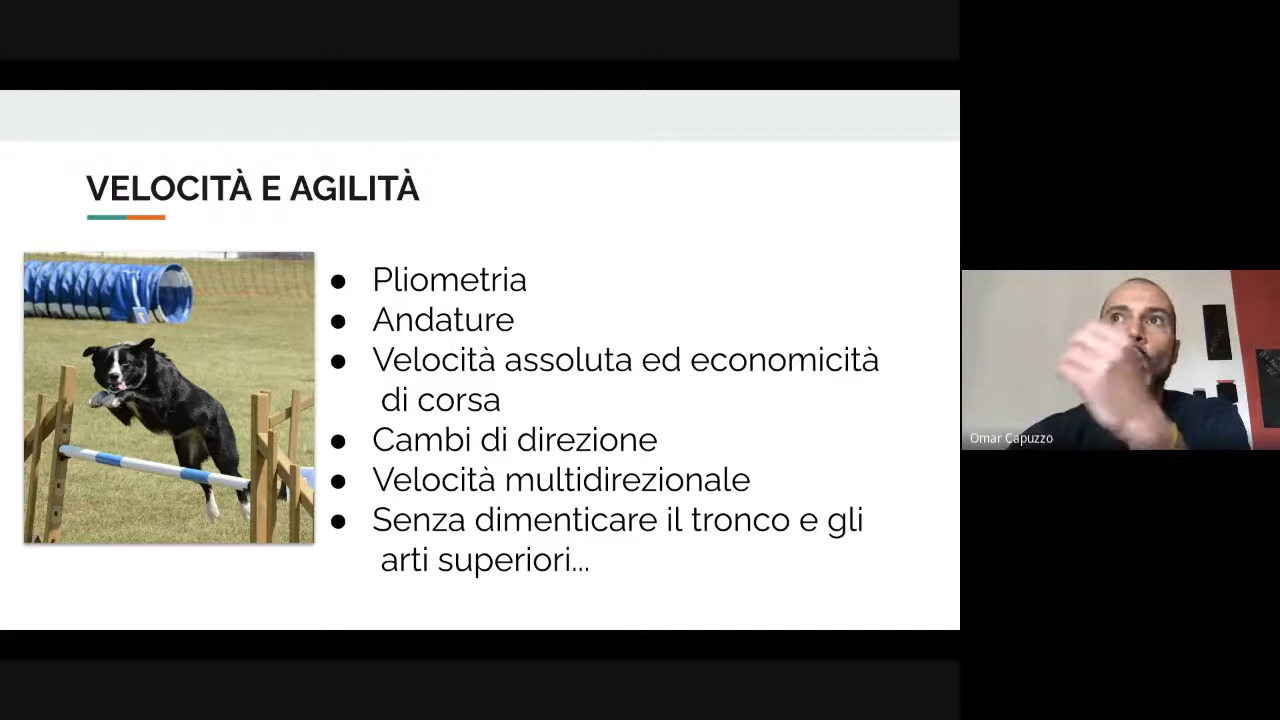 VELOCITÀ E AGILITÀ
● Pliometria
● Andature
● Velocità assoluta ed economicità
di corsa
● Cambi di direzione
● Velocità multidirezionale
● Senza dimenticare il tronco e gli
arti superiori...
Omar Capuzzo